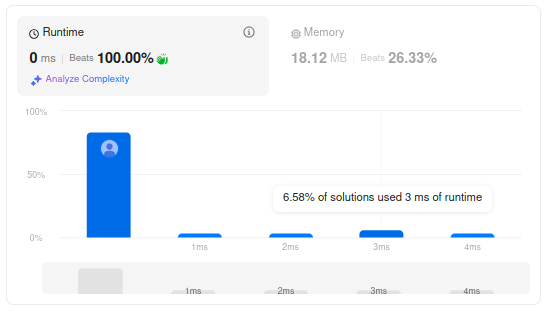 Runtime
0 ms | Beats 100.00%
Analyze Complexity
Memory
18.12 MB | Beats 26.33%
100%
50%
0%
6.58% of solutions used 3 ms of runtime
1ms 2ms 3ms 4ms
1ms 2ms 3ms 4ms